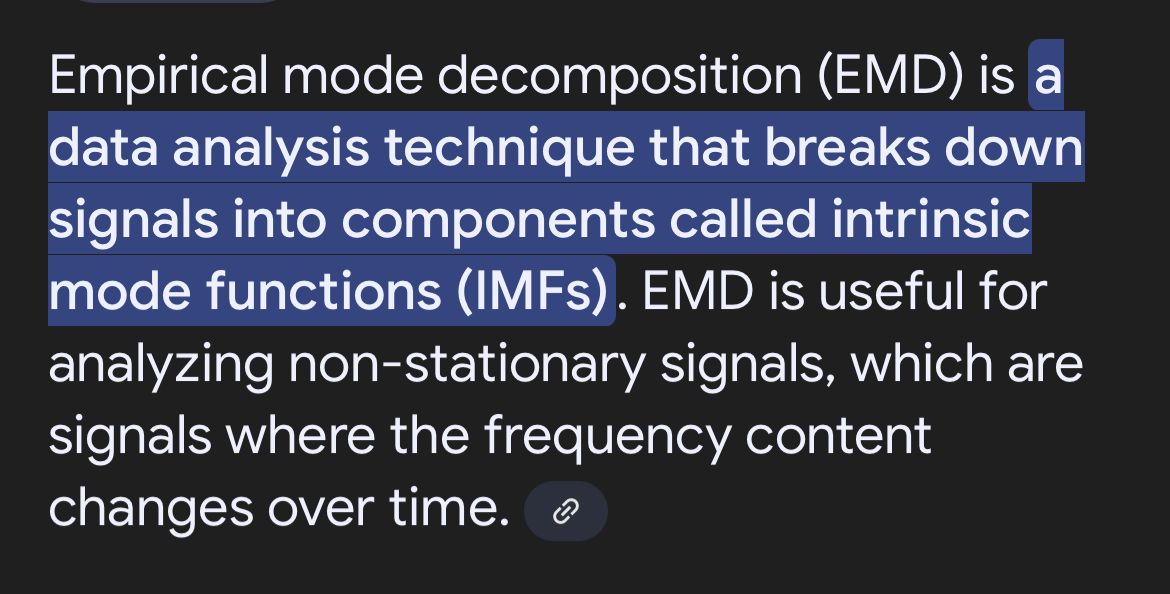 Empirical mode decomposition (EMD) is a
data analysis technique that breaks down
signals into components called intrinsic
mode functions (IMFs). EMD is useful for
analyzing non-stationary signals, which are
signals where the frequency content
changes over time.